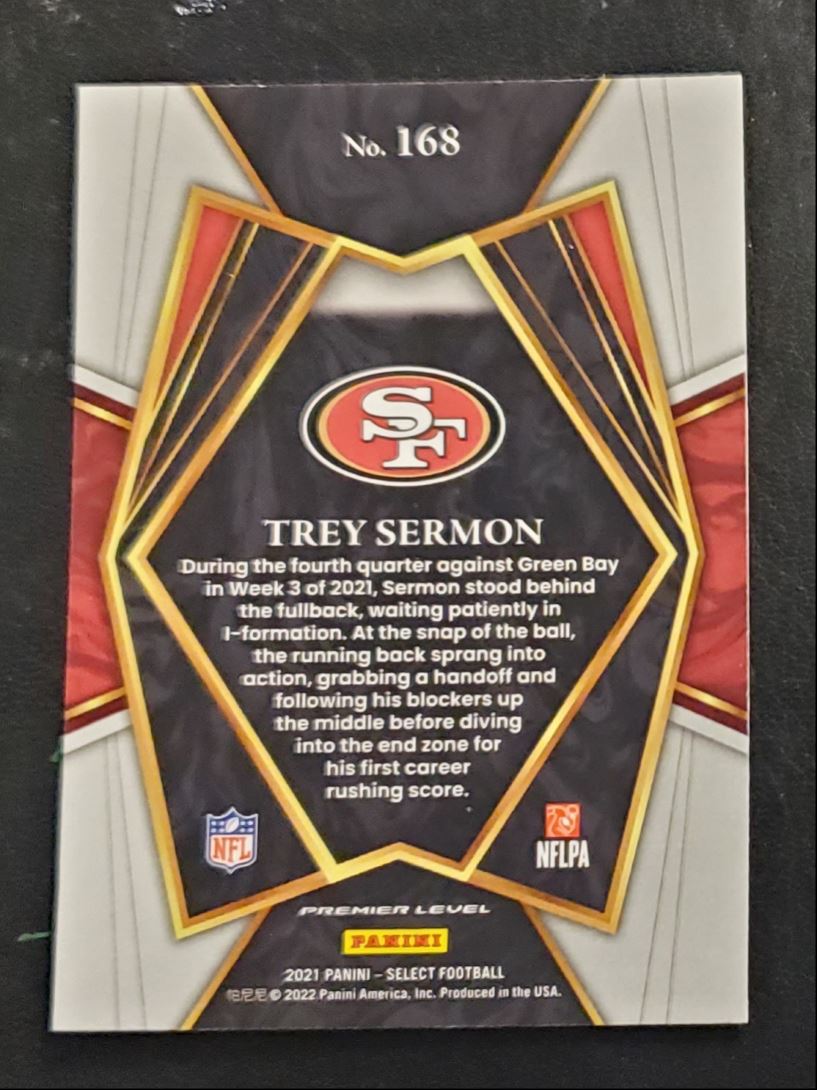 No. 168
SF
TREY SERMON
During the fourth quarter against Green Bay
in Week 3 of 2021, Sermon stood behind
the fullback, waiting patiently in
I-formation. At the snap of the ball,
the running back sprang into
action, grabbing a handoff and
following his blockers up
the middle before diving
into the end zone for
his first career
rushing score.
NFL
NFLPA
PREMIER LEVEL
PANINI
2021 PANINI – SELECT FOOTBALL
帕尼尼 © 2022 Panini America, Inc. Produced in the USA.